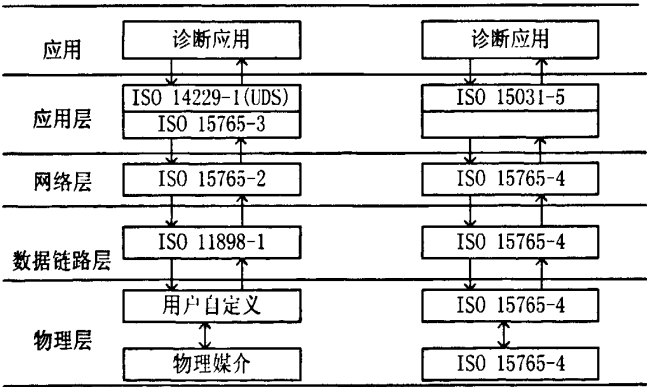 应用 诊断应用 诊断应用
ISO 14229-1(UDS) ISO 15031-5
应用层
ISO 15765-3
网络层 ISO 15765-2 ISO 15765-4
数据链路层 ISO 11898-1 ISO 15765-4
用户自定义 ISO 15765-4
物理层
物理媒介 ISO 15765-4